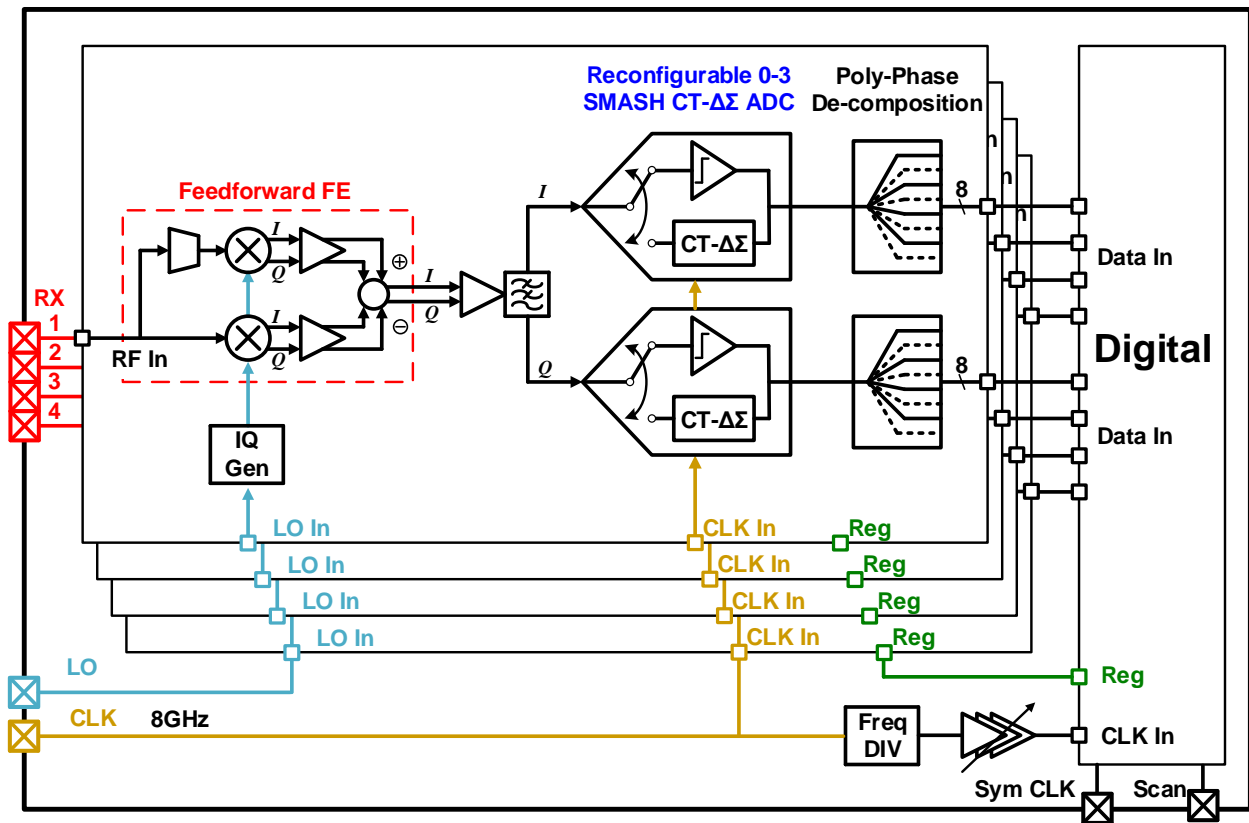 Reconfigurable 0-3
SMASH CT-ΔΣ ADC
Poly-Phase
De-composition
Feedforward FE
I
Q
⊕
I
Q
I
Q
⊖
I
Q
CT-ΔΣ
CT-ΔΣ
8
8
n
n
n
RX
1
2
3
4
RF In
IQ
Gen
Data In
Digital
Data In
LO In
LO In
LO In
LO In
CLK In
CLK In
CLK In
CLK In
Reg
Reg
Reg
Reg
LO
CLK 8GHz
Freq
DIV
Reg
CLK In
Sym CLK
Scan